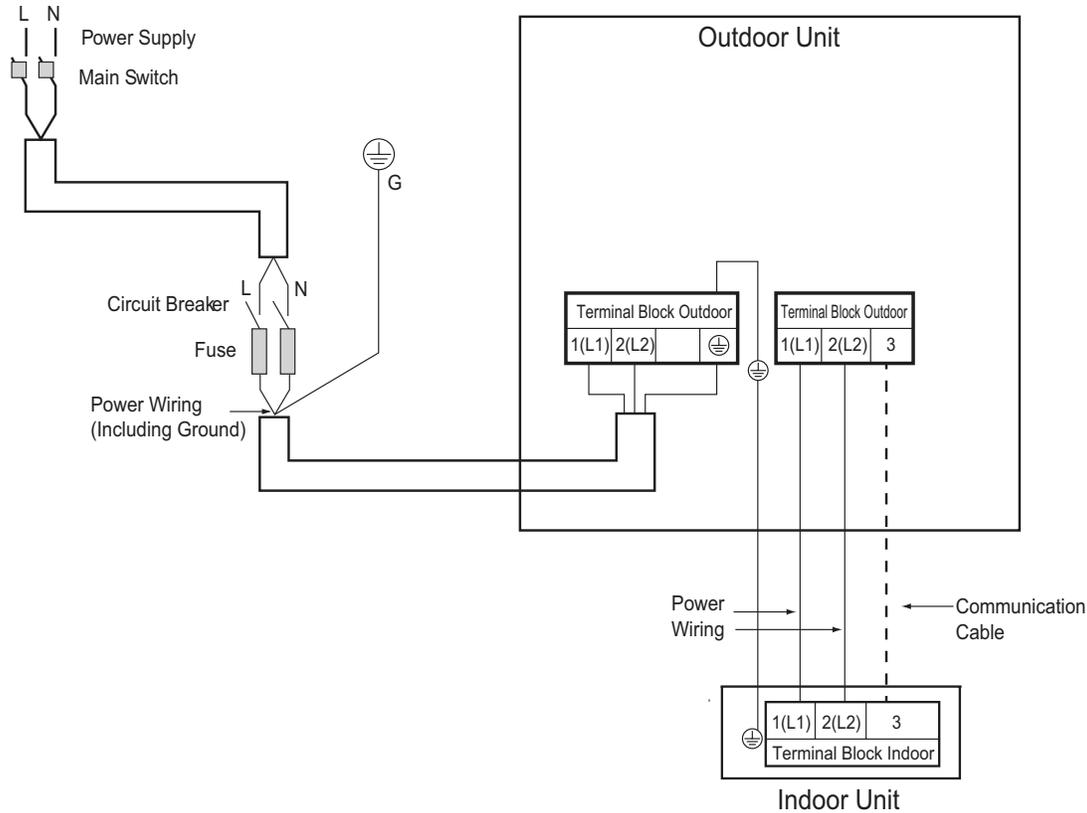 L N
Power Supply
Main Switch
Outdoor Unit
G
L N
Circuit Breaker
Fuse
Power Wiring
(Including Ground)
Terminal Block Outdoor
1(L1) 2(L2)
Terminal Block Outdoor
1(L1) 2(L2) 3
Power
Wiring
Communication
Cable
1(L1) 2(L2) 3
Terminal Block Indoor
Indoor Unit